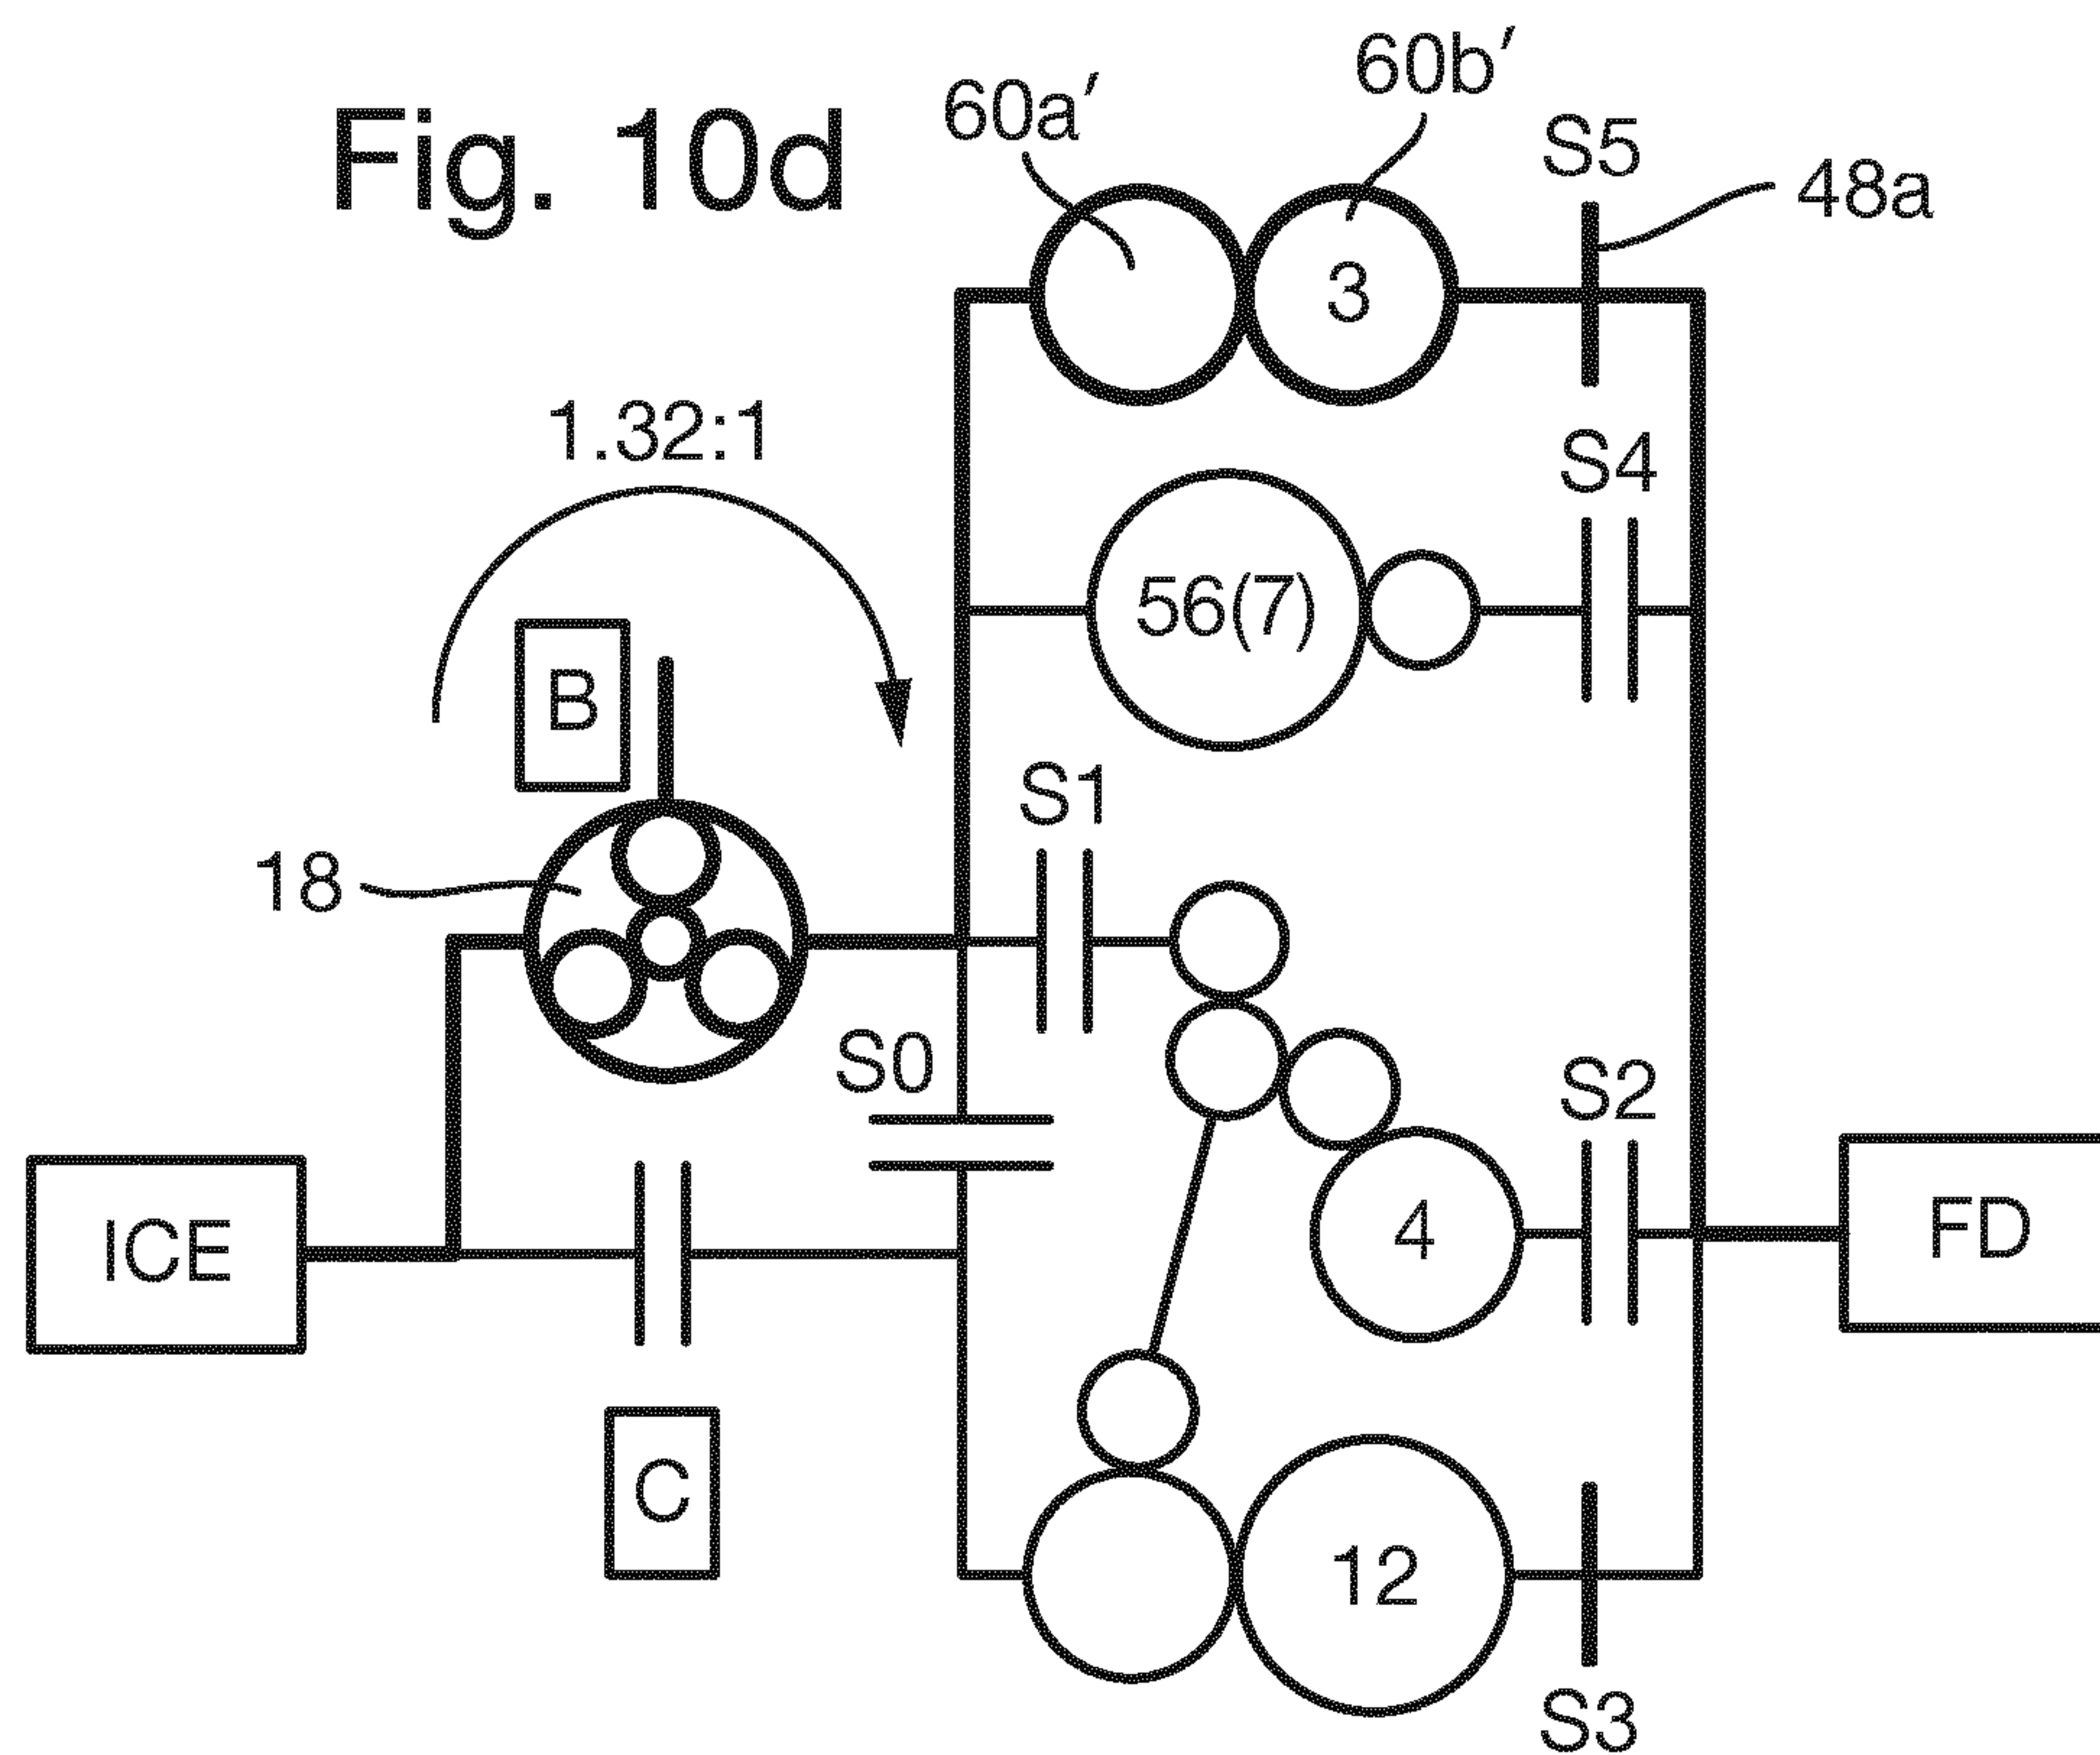 Fig. 10d
60a′
60b′
S5
48a
3
1.32:1
S4
56(7)
B
S1
18
S0
S2
ICE
4
FD
C
12
S3